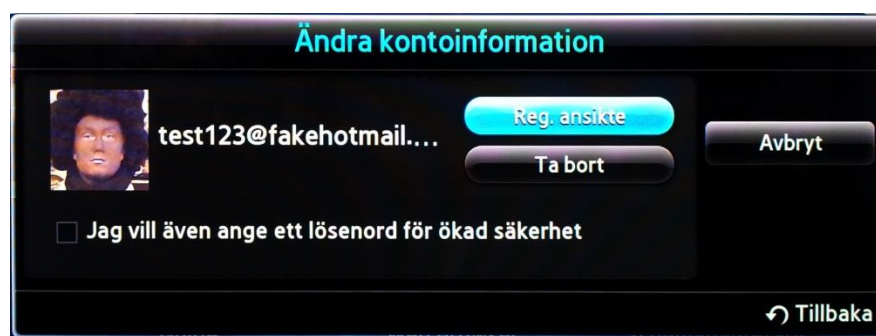 Ändra kontoinformation
test123@fakehotmail....
Reg. ansikte
Ta bort
Avbryt
Jag vill även ange ett lösenord för ökad säkerhet
Tillbaka